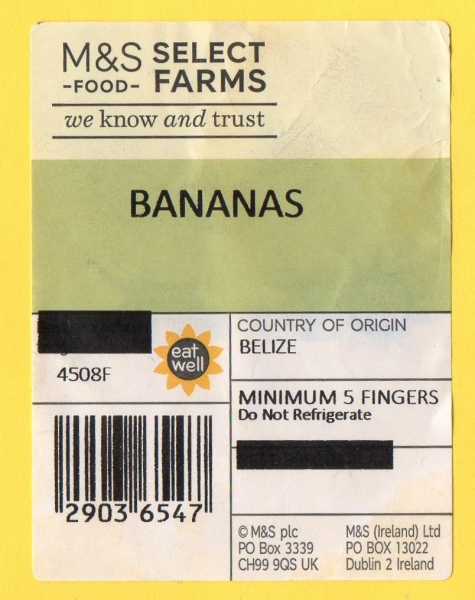 M&S SELECT
-FOOD- FARMS
we know and trust
BANANAS
4508F
eat
well
COUNTRY OF ORIGIN
BELIZE
MINIMUM 5 FINGERS
Do Not Refrigerate
2903 6547
© M&S plc
PO Box 3339
CH99 9QS UK
M&S (Ireland) Ltd
PO BOX 13022
Dublin 2 Ireland